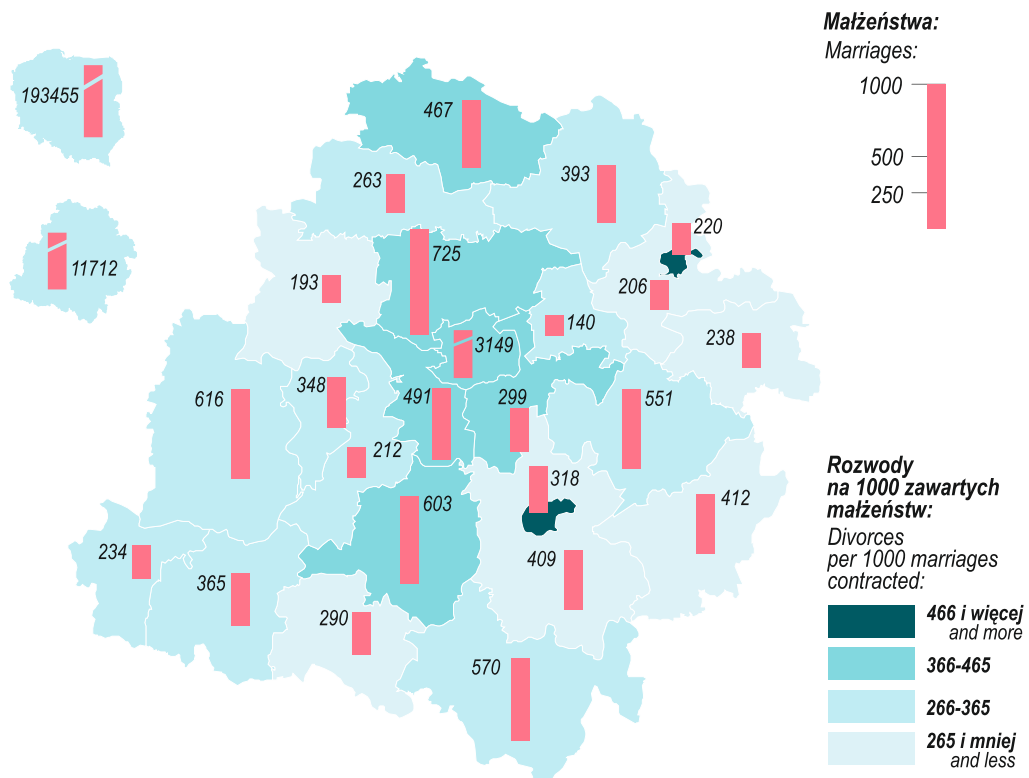 Małżeństwa:
Marriages:
1000
500
250
193455
11712
467
263
393
220
725
193
206
140
238
3149
616
348
491
299
551
212
318
603
412
234
365
409
290
570
Rozwody
na 1000 zawartych
małżeństw:
Divorces
per 1000 marriages
contracted:
466 i więcej
and more
366-465
266-365
265 i mniej
and less